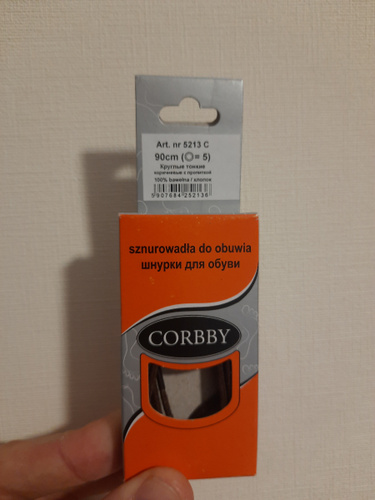 Art. nr 5213 C
90cm (= 5)
Круглые тонкие
коричневые с пропиткой
100% bawełna / хлопок
5907684252136
sznurowadła do obuwia
шнурки для обуви
CORBBY